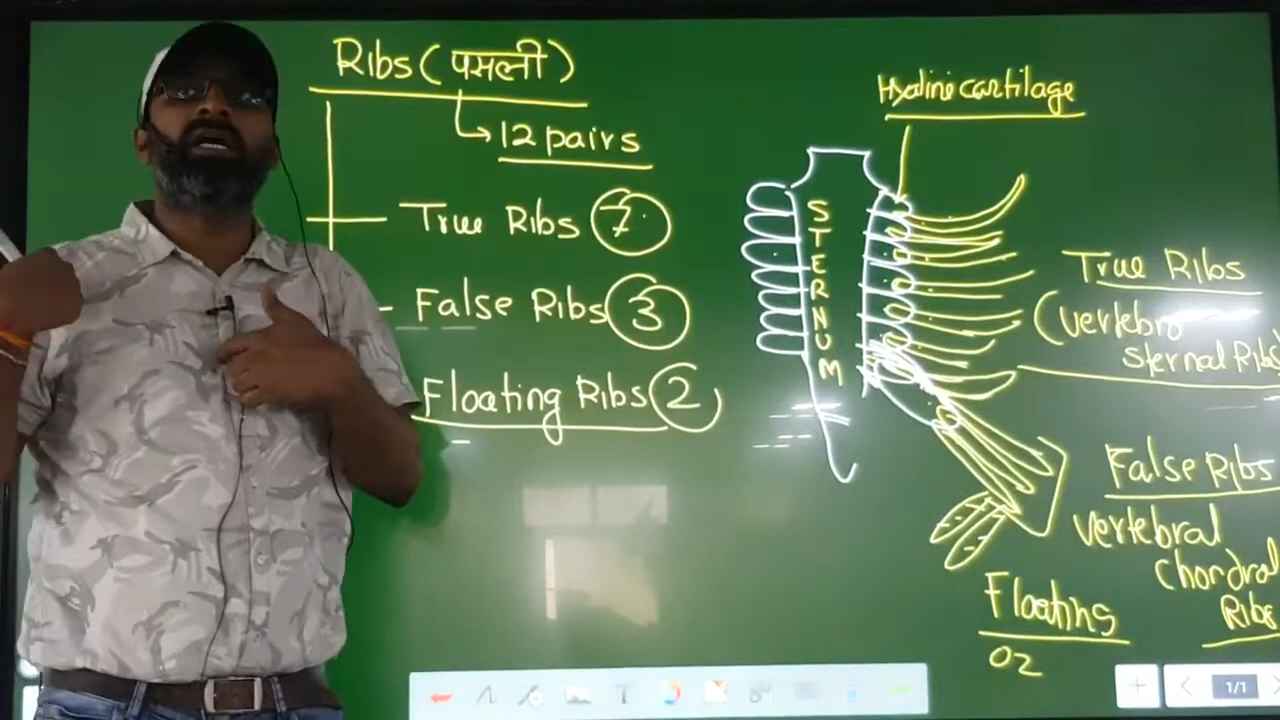 Ribs (पसली)
12 pairs
True Ribs 7
False Ribs 3
Floating Ribs 2
Hyaline cartilage
STERNUM
True Ribs
(Vertebro
sternal Ribs)
False Ribs
Vertebral
Chondral
Ribs
Floating
02
T
1/1